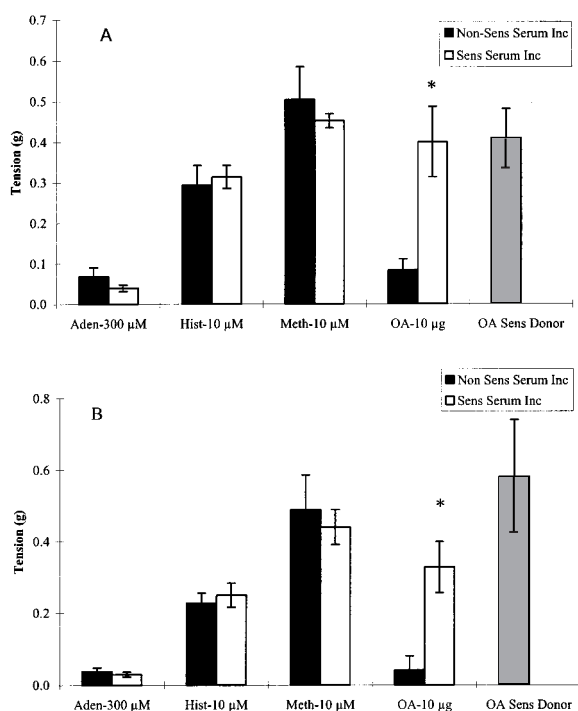 A
Non-Sens Serum Inc
Sens Serum Inc
Tension (g)
0.7
0.6
0.5
0.4
0.3
0.2
0.1
0.0
*
Aden-300 µM Hist-10 µM Meth-10 µM OA-10 µg OA Sens Donor
B
Non Sens Serum Inc
Sens Serum Inc
Tension (g)
0.8
0.6
0.4
0.2
0.0
*
Aden-300 µM Hist-10 µM Meth-10 µM OA-10 µg OA Sens Donor